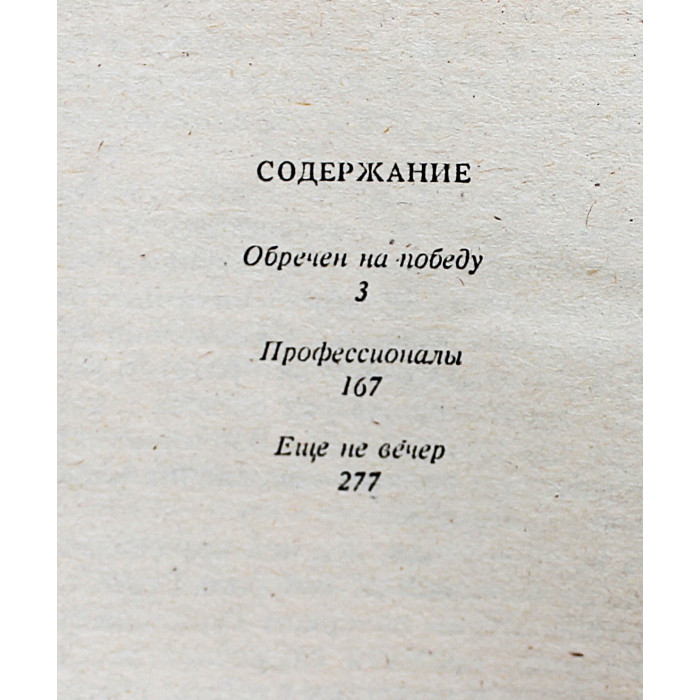 СОДЕРЖАНИЕ
Обречен на победу
3
Профессионалы
167
Еще не вечер
277